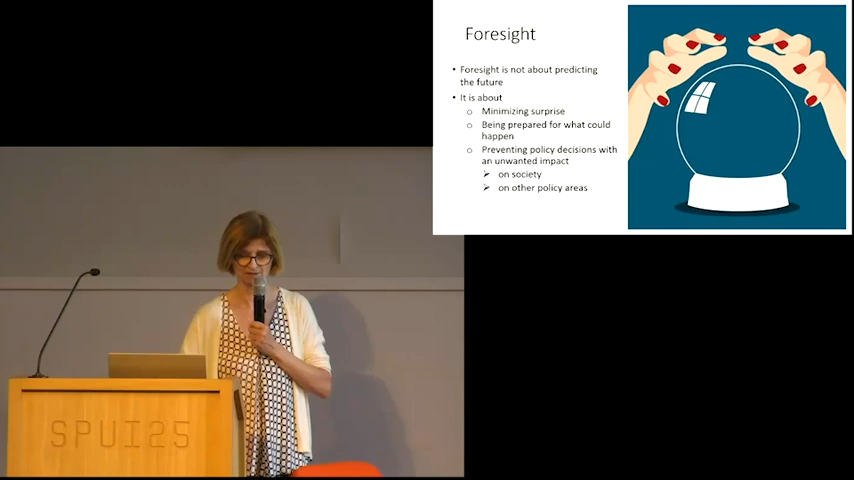 Foresight
• Foresight is not about predicting
the future
• It is about
o Minimizing surprise
o Being prepared for what could
happen
o Preventing policy decisions with
an unwanted impact
➢ on society
➢ on other policy areas
SPUI25